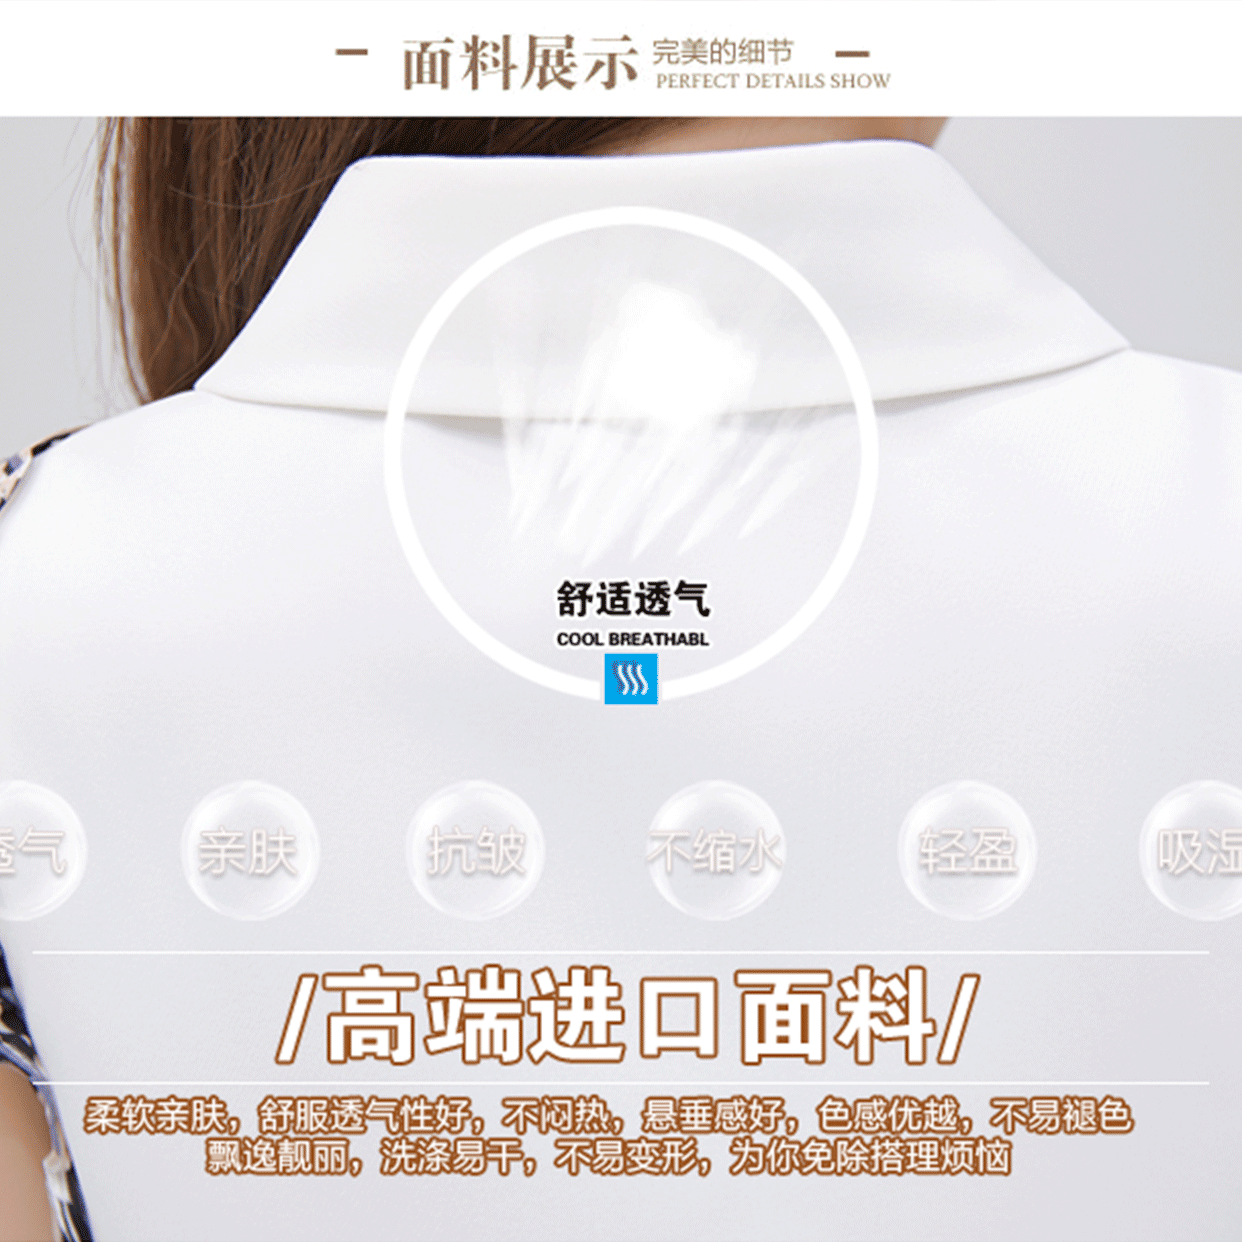 面料展示 完美的细节
PERFECT DETAILS SHOW
舒适透气
COOL BREATHABL
透气 亲肤 抗皱 不缩水 轻盈 吸湿
/高端进口面料/
柔软亲肤，舒服透气性好，不闷热，悬垂感好，色感优越，不易褪色
飘逸靓丽，洗涤易干，不易变形，为你免除搭理烦恼